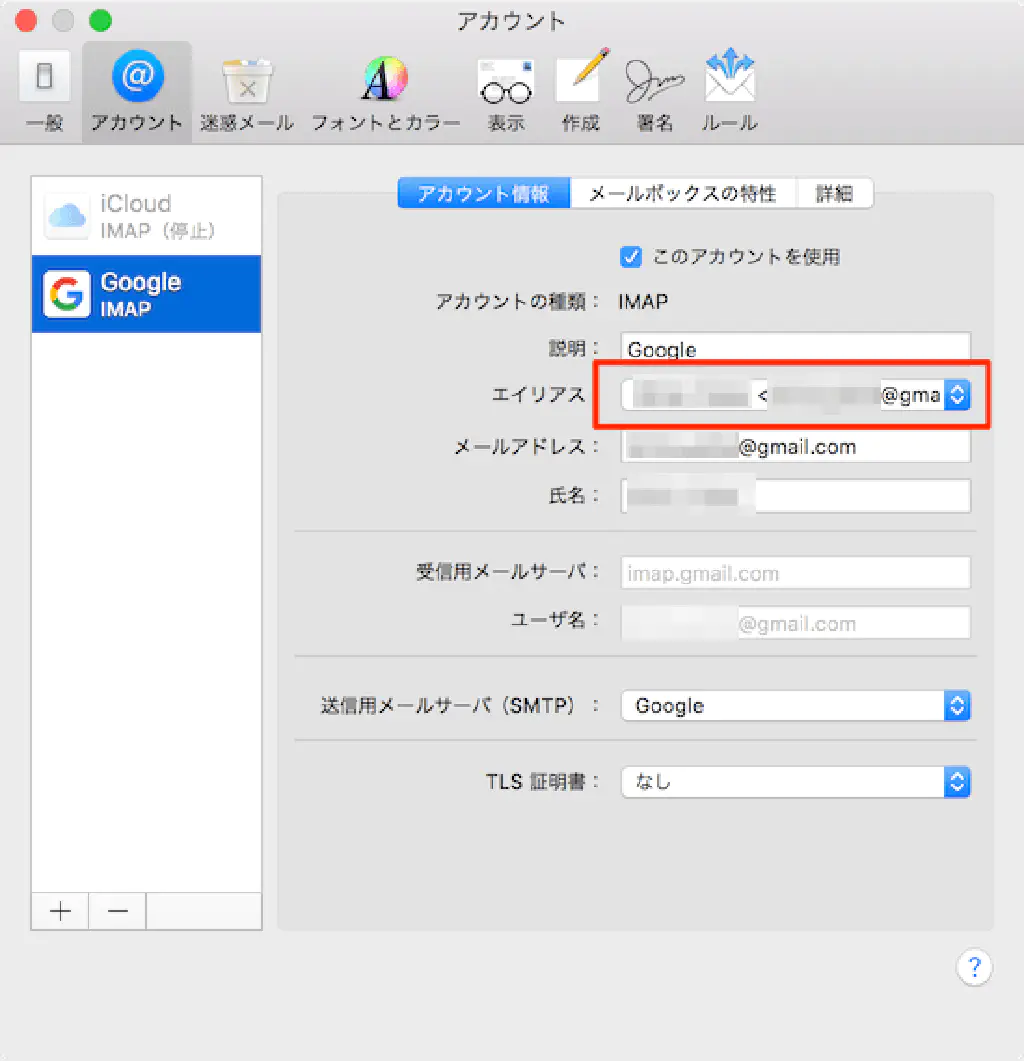 アカウント
一般 アカウント 迷惑メール フォントとカラー 表示 作成 署名 ルール
iCloud
IMAP（停止）
Google
IMAP
アカウント情報 メールボックスの特性 詳細
このアカウントを使用
アカウントの種類： IMAP
説明： Google
エイリアス < @gma
メールアドレス： @gmail.com
氏名：
受信用メールサーバ： imap.gmail.com
ユーザ名： @gmail.com
送信用メールサーバ（SMTP）： Google
TLS 証明書： なし
?